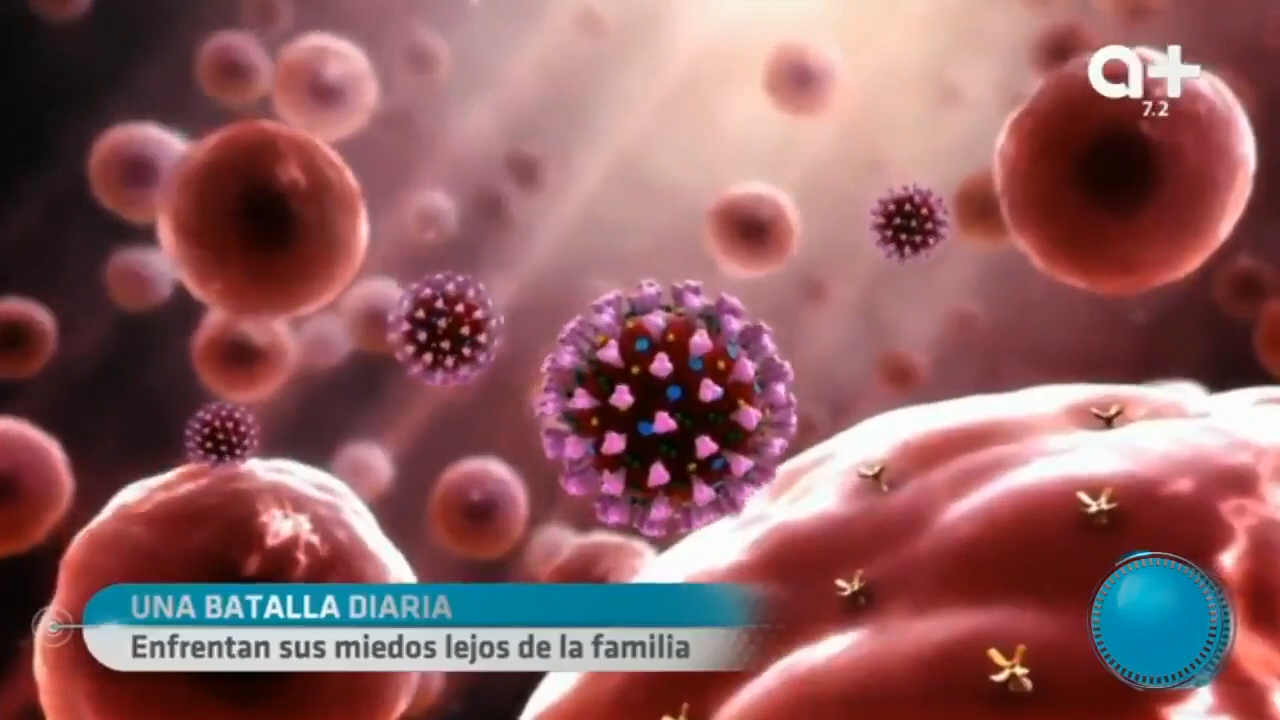 a+
7.2
UNA BATALLA DIARIA
Enfrentan sus miedos lejos de la familia